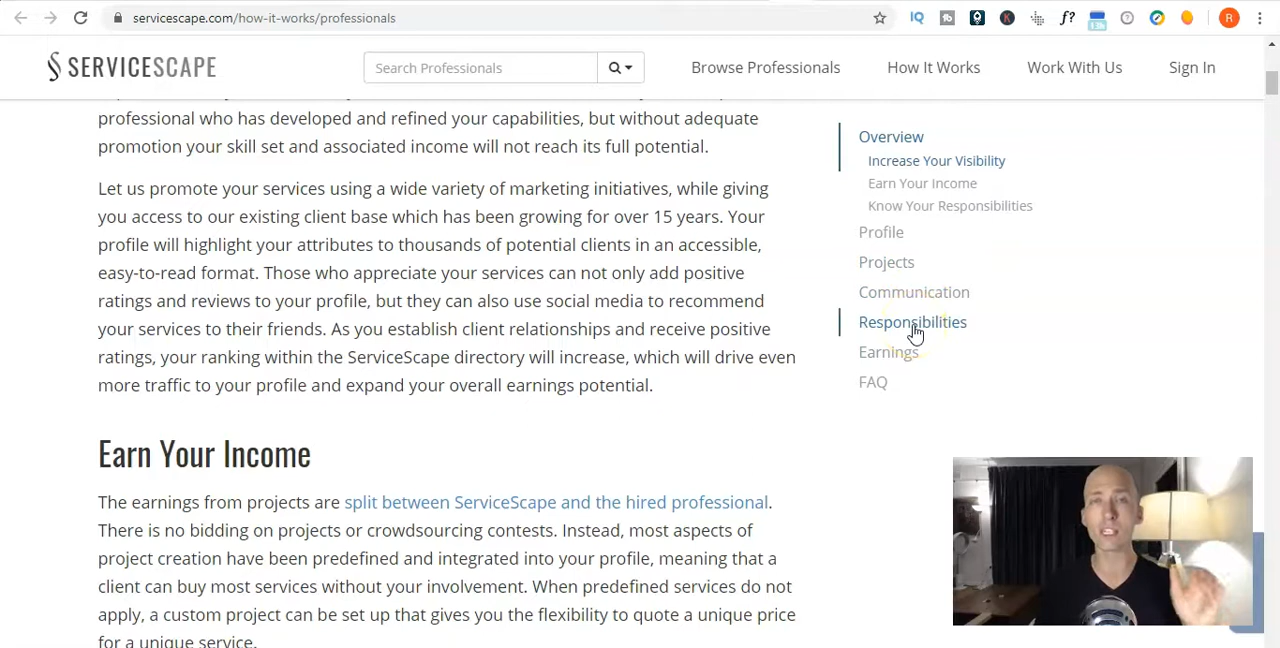 servicescape.com/how-it-works/professionals
IQ
K
f?
R
SERVICESCAPE
Search Professionals
Browse Professionals
How It Works
Work With Us
Sign In
professional who has developed and refined your capabilities, but without adequate
promotion your skill set and associated income will not reach its full potential.
Let us promote your services using a wide variety of marketing initiatives, while giving
you access to our existing client base which has been growing for over 15 years. Your
profile will highlight your attributes to thousands of potential clients in an accessible,
easy-to-read format. Those who appreciate your services can not only add positive
ratings and reviews to your profile, but they can also use social media to recommend
your services to their friends. As you establish client relationships and receive positive
ratings, your ranking within the ServiceScape directory will increase, which will drive even
more traffic to your profile and expand your overall earnings potential.
Earn Your Income
The earnings from projects are split between ServiceScape and the hired professional.
There is no bidding on projects or crowdsourcing contests. Instead, most aspects of
project creation have been predefined and integrated into your profile, meaning that a
client can buy most services without your involvement. When predefined services do not
apply, a custom project can be set up that gives you the flexibility to quote a unique price
for a unique service.
Overview
Increase Your Visibility
Earn Your Income
Know Your Responsibilities
Profile
Projects
Communication
Responsibilities
Earnings
FAQ